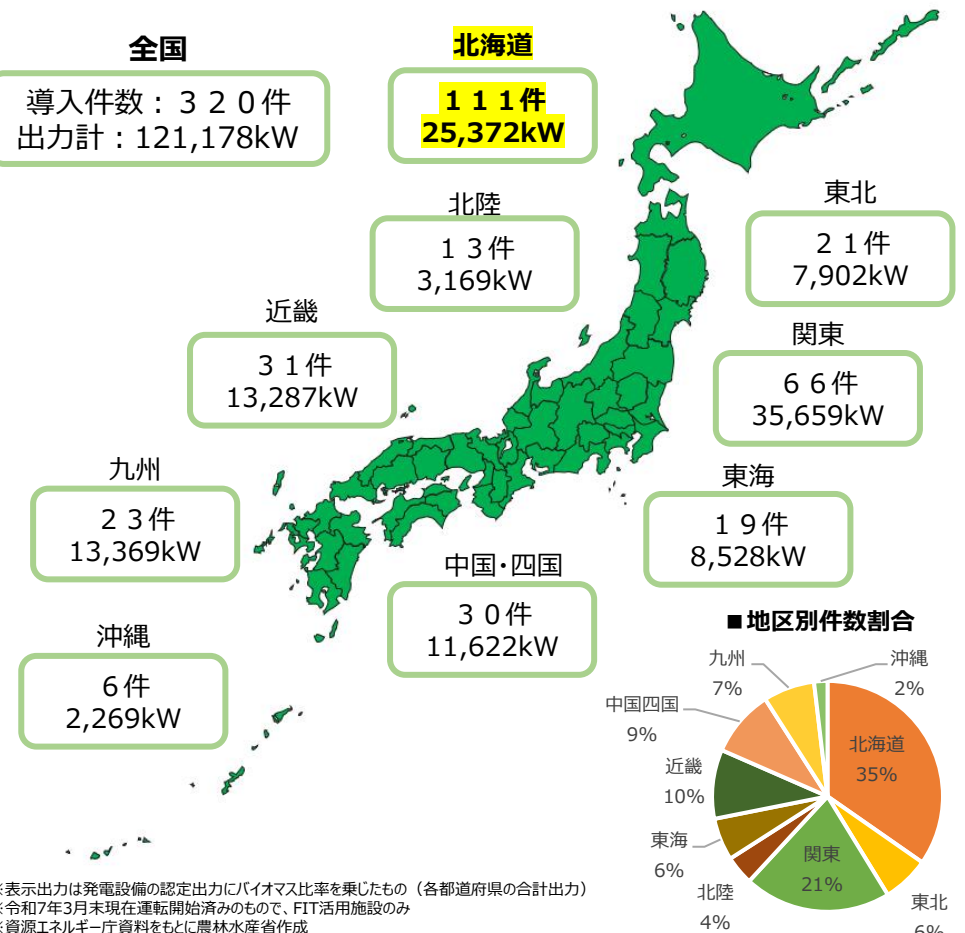 全国
導入件数：３２０件
出力計：121,178kW
北海道
１１１件
25,372kW
北陸
１３件
3,169kW
東北
２１件
7,902kW
近畿
３１件
13,287kW
関東
６６件
35,659kW
九州
２３件
13,369kW
東海
１９件
8,528kW
中国･四国
３０件
11,622kW
沖縄
６件
2,269kW
■地区別件数割合
九州
7%
沖縄
2%
中国四国
9%
北海道
35%
近畿
10%
東海
6%
関東
21%
北陸
4%
東北
6%
※表示出力は発電設備の認定出力にバイオマス比率を乗じたもの（各都道府県の合計出力）
※令和7年3月末現在運転開始済みのもので、FIT活用施設のみ
※資源エネルギー庁資料をもとに農林水産省作成